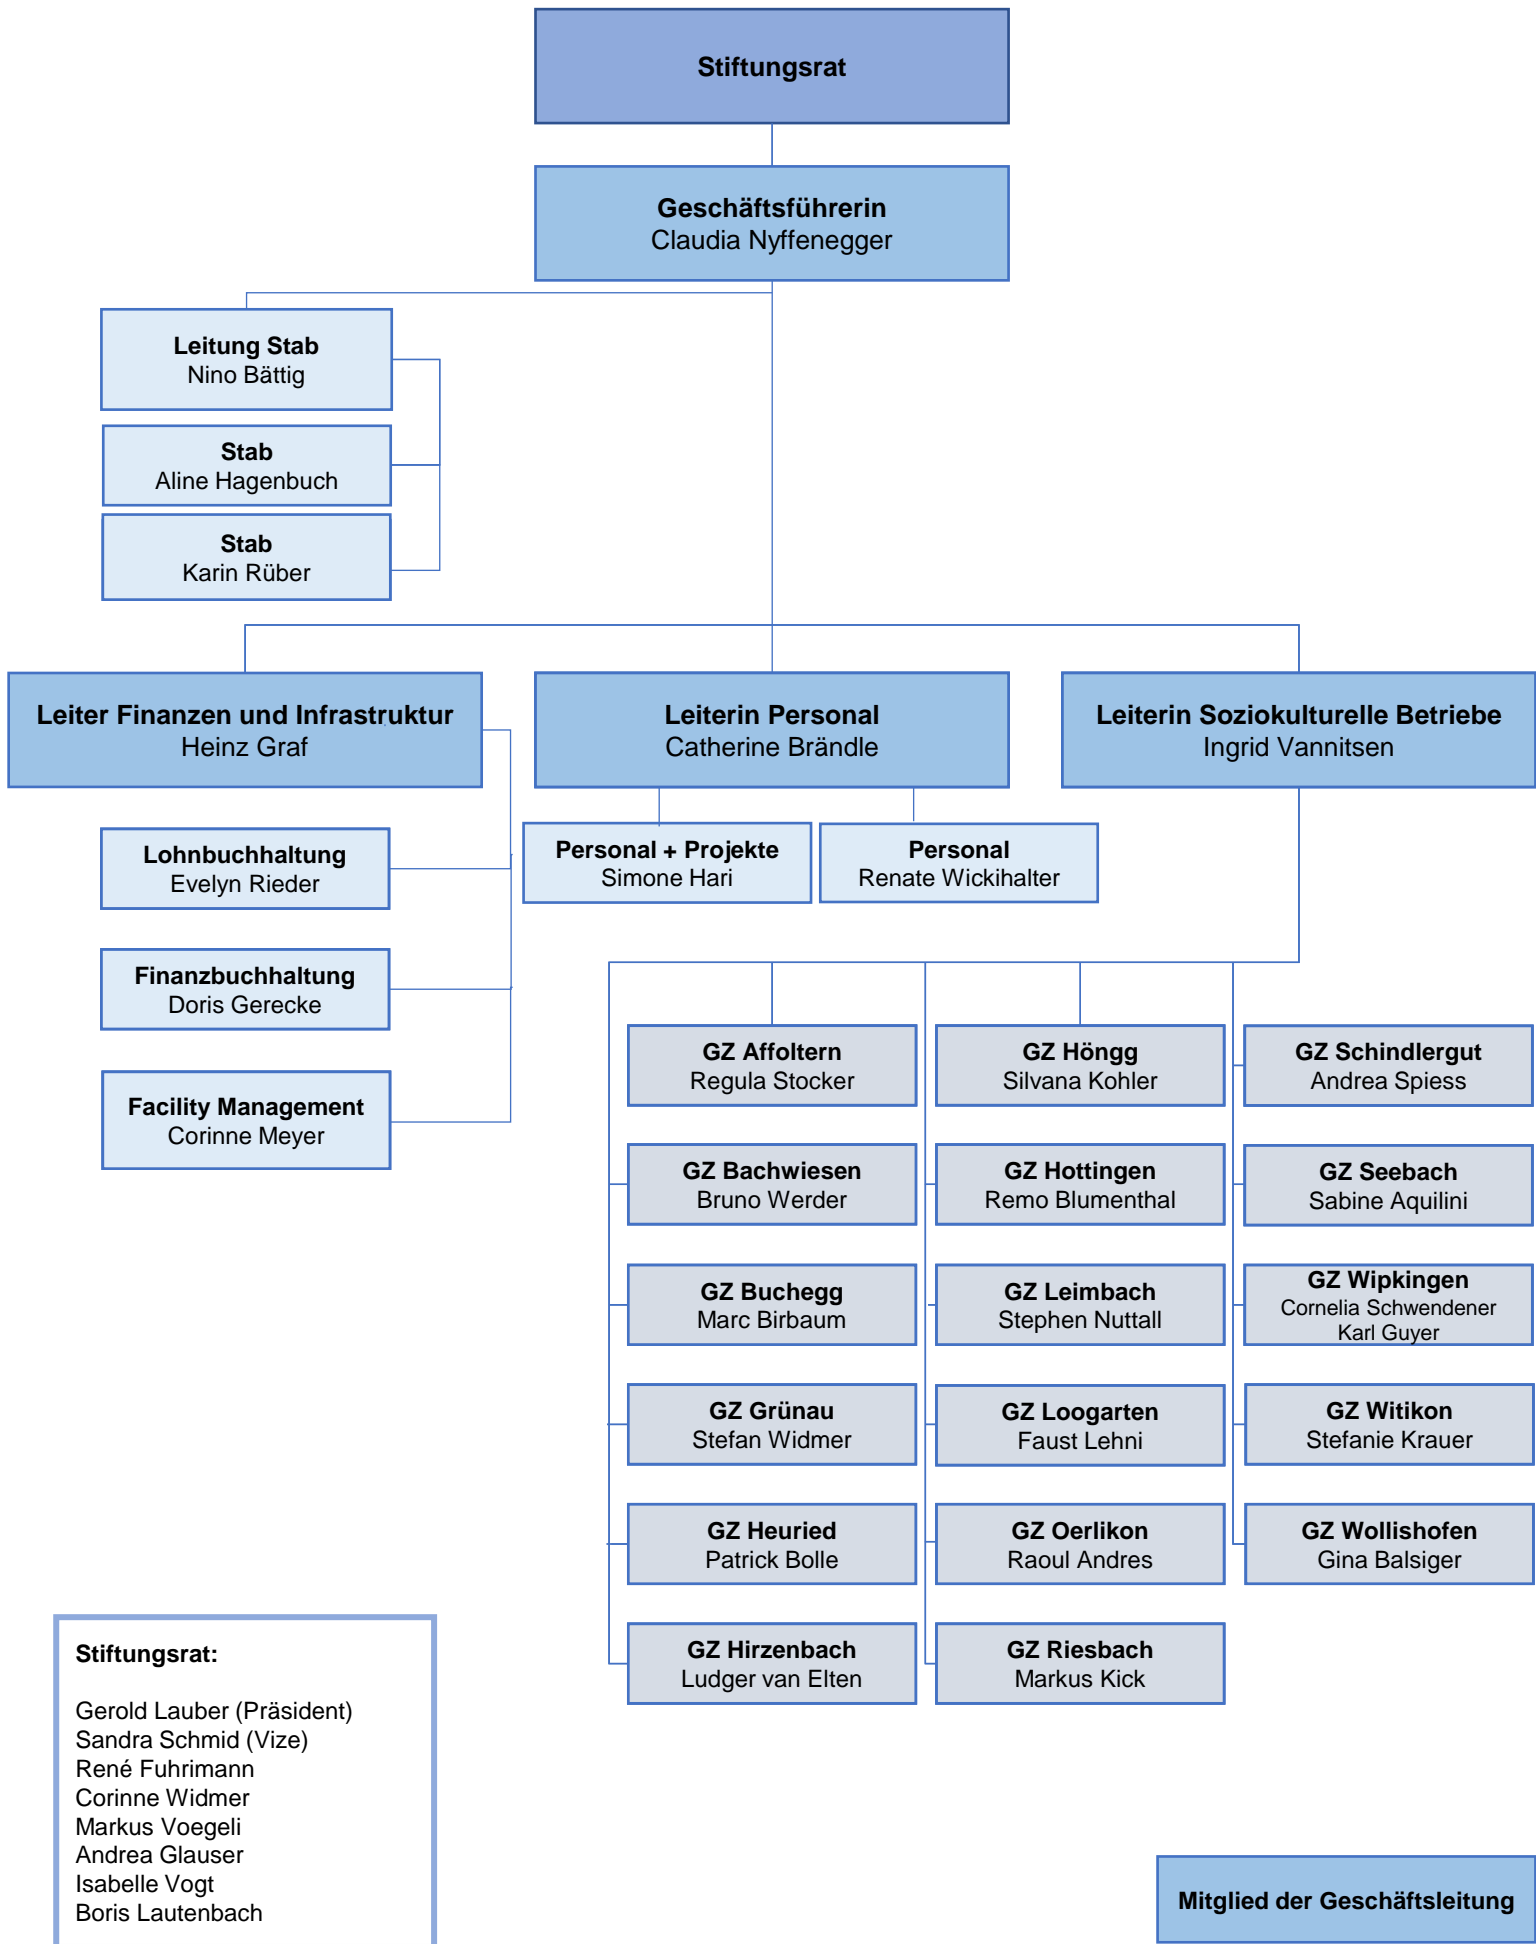 Stiftungsrat
Geschäftsführerin
Claudia Nyffenegger
Leitung Stab
Nino Bättig
Stab
Aline Hagenbuch
Stab
Karin Rüber
Leiter Finanzen und Infrastruktur
Heinz Graf
Leiterin Personal
Catherine Brändle
Leiterin Soziokulturelle Betriebe
Ingrid Vannitsen
Lohnbuchhaltung
Evelyn Rieder
Personal + Projekte
Simone Hari
Personal
Renate Wickihalter
Finanzbuchhaltung
Doris Gerecke
Facility Management
Corinne Meyer
GZ Affoltern
Regula Stocker
GZ Höngg
Silvana Kohler
GZ Schindlergut
Andrea Spiess
GZ Bachwiesen
Bruno Werder
GZ Hottingen
Remo Blumenthal
GZ Seebach
Sabine Aquilini
GZ Buchegg
Marc Birbaum
GZ Leimbach
Stephen Nuttall
GZ Wipkingen
Cornelia Schwendener
Karl Guyer
GZ Grünau
Stefan Widmer
GZ Loogarten
Faust Lehni
GZ Witikon
Stefanie Krauer
GZ Heuried
Patrick Bolle
GZ Oerlikon
Raoul Andres
GZ Wollishofen
Gina Balsiger
GZ Hirzenbach
Ludger van Elten
GZ Riesbach
Markus Kick
Stiftungsrat:
Gerold Lauber (Präsident)
Sandra Schmid (Vize)
René Fuhrimann
Corinne Widmer
Markus Voegeli
Andrea Glauser
Isabelle Vogt
Boris Lautenbach
Mitglied der Geschäftsleitung